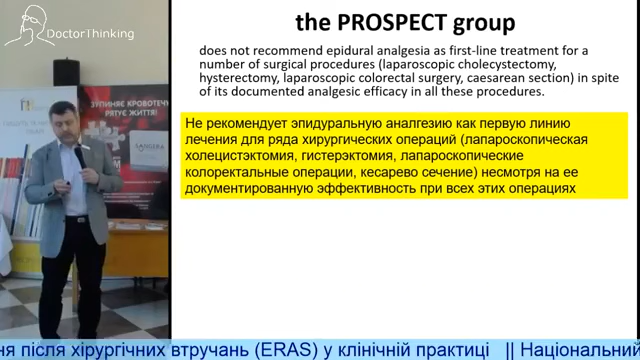 DoctorThinking
the PROSPECT group
does not recommend epidural analgesia as first-line treatment for a
number of surgical procedures (laparoscopic cholecystectomy,
hysterectomy, laparoscopic colorectal surgery, caesarean section) in spite
of its documented analgesic efficacy in all these procedures.
Не рекомендует эпидуральную аналгезию как первую линию
лечения для ряда хирургических операций (лапароскопическая
холецистэктомия, гистерэктомия, лапароскопические
колоректальные операции, кесарево сечение) несмотря на ее
документированную эффективность при всех этих операциях
ЗУПИНЯЄ КРОВОТЕЧУ
РЯТУЄ ЖИТТЯ!
SANGERA
ня після хірургічних втручань (ERAS) у клінічній практиці || Національний